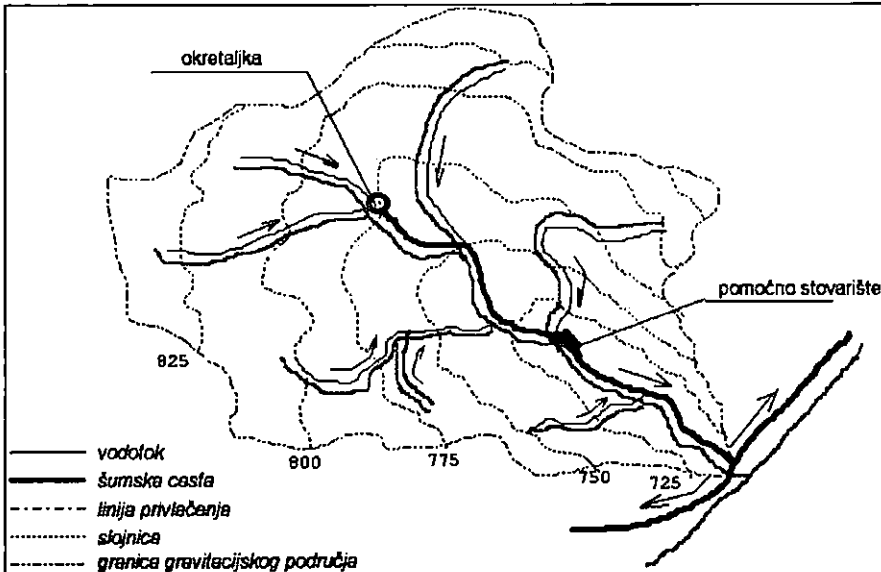 okretaljka
pomoćno stovarište
825
800
775
750
725
vodotok
šumska cesta
linija privlačenja
slojnica
granica gravitacijskog područja